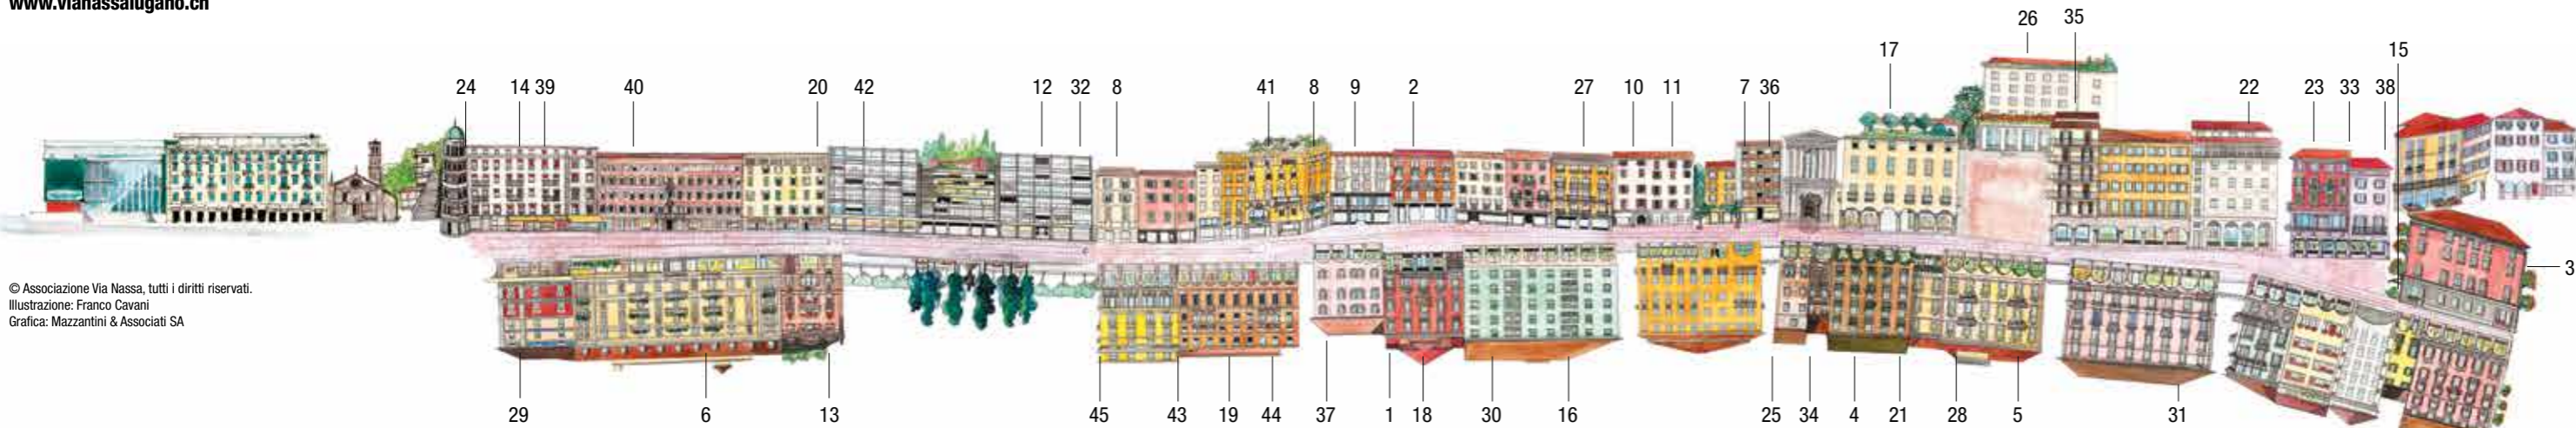 www.vianassalugano.ch
26 35
17 15
24 14 39 40 20 42 12 32 8 41 8 9 2 27 10 11 7 36 22 23 33 38
3
© Associazione Via Nassa, tutti i diritti riservati.
Illustrazione: Franco Cavani
Grafica: Mazzantini & Associati SA
29 6 13 45 43 19 44 37 1 18 30 16 25 34 4 21 28 5 31